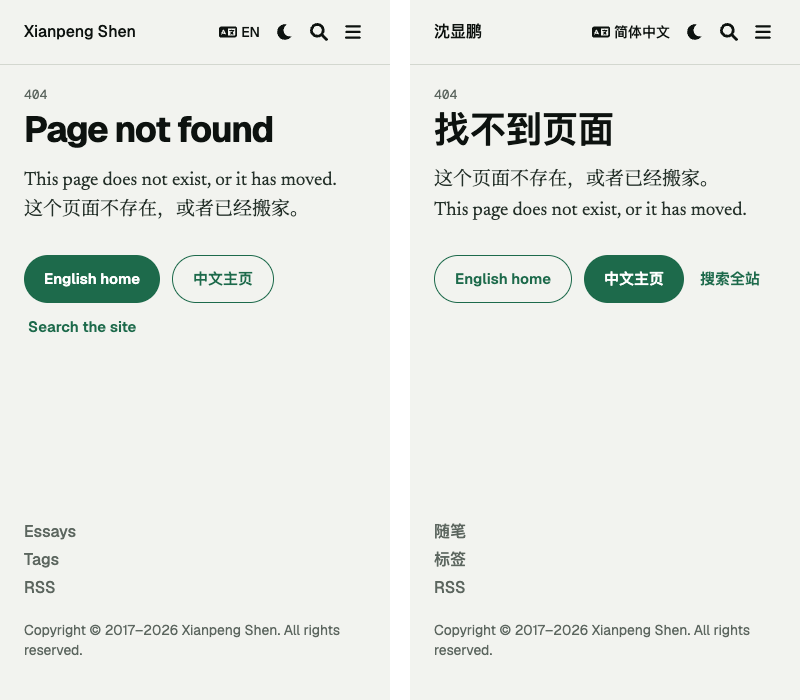 Xianpeng Shen
EN
404
Page not found
This page does not exist, or it has moved.
这个页面不存在，或者已经搬家。
English home
中文主页
Search the site
Essays
Tags
RSS
Copyright © 2017–2026 Xianpeng Shen. All rights
reserved.
沈显鹏
简体中文
404
找不到页面
这个页面不存在，或者已经搬家。
This page does not exist, or it has moved.
English home
中文主页
搜索全站
随笔
标签
RSS
Copyright © 2017–2026 Xianpeng Shen. All rights
reserved.